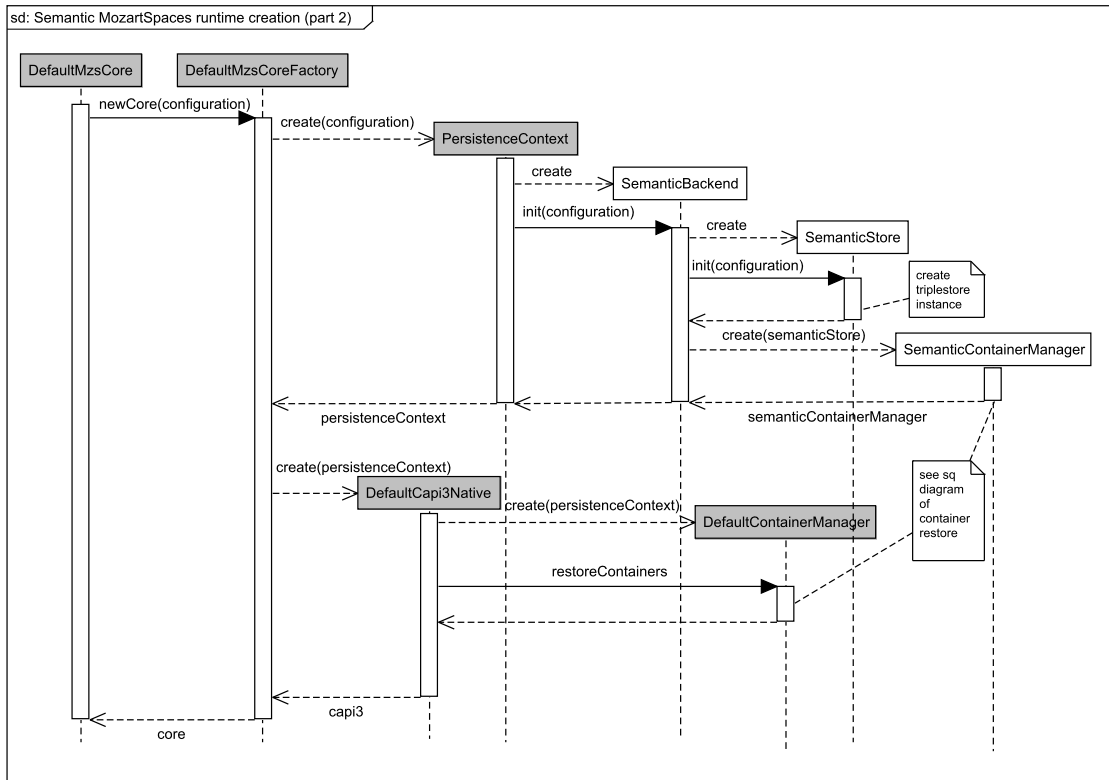 sd: Semantic MozartSpaces runtime creation (part 2)
DefaultMzsCore
DefaultMzsCoreFactory
newCore(configuration)
create(configuration)
PersistenceContext
create
SemanticBackend
init(configuration)
create
SemanticStore
init(configuration)
create
triplestore
instance
create(semanticStore)
SemanticContainerManager
persistenceContext
semanticContainerManager
create(persistenceContext)
DefaultCapi3Native
create(persistenceContext)
DefaultContainerManager
see sq
diagram
of
container
restore
restoreContainers
capi3
core